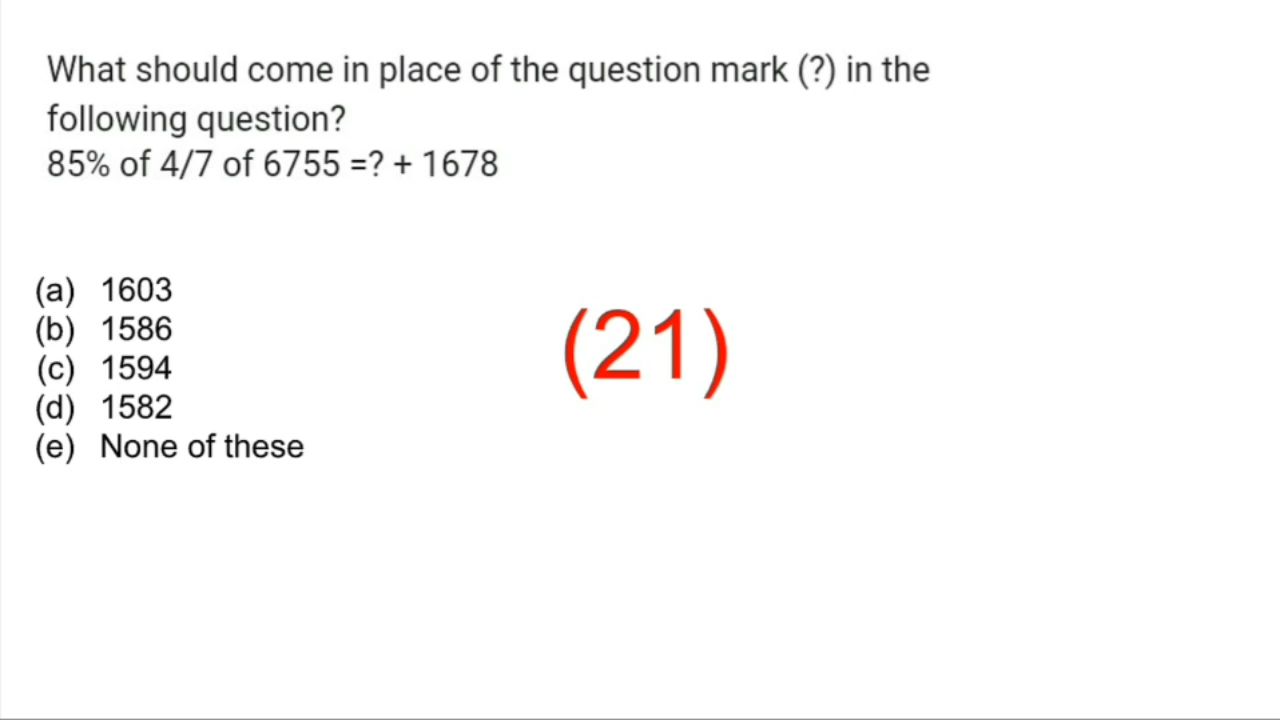 What should come in place of the question mark (?) in the
following question?
85% of 4/7 of 6755 =? + 1678
(a) 1603
(b) 1586
(c) 1594
(d) 1582
(e) None of these
(21)